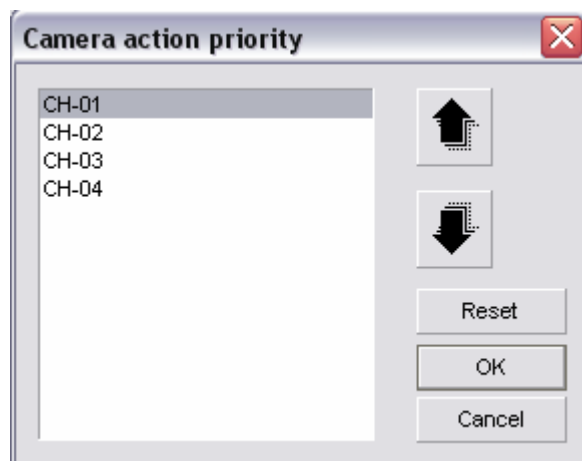 Camera action priority
CH-01
CH-02
CH-03
CH-04
Reset
OK
Cancel